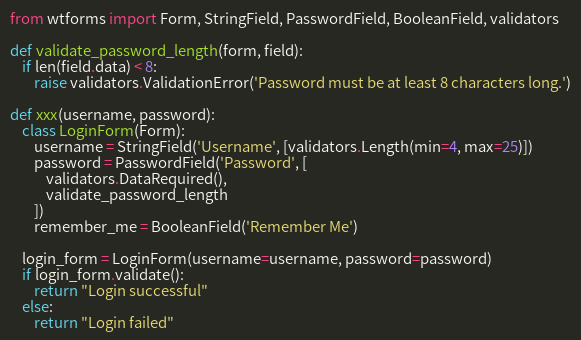 from wtforms import Form, StringField, PasswordField, BooleanField, validators
def validate_password_length(form, field):
if len(field.data) < 8:
raise validators.ValidationError('Password must be at least 8 characters long.')
def xxx(username, password):
class LoginForm(Form):
username = StringField('Username', [validators.Length(min=4, max=25)])
password = PasswordField('Password', [
validators.DataRequired(),
validate_password_length
])
remember_me = BooleanField('Remember Me')
login_form = LoginForm(username=username, password=password)
if login_form.validate():
return "Login successful"
else:
return "Login failed"